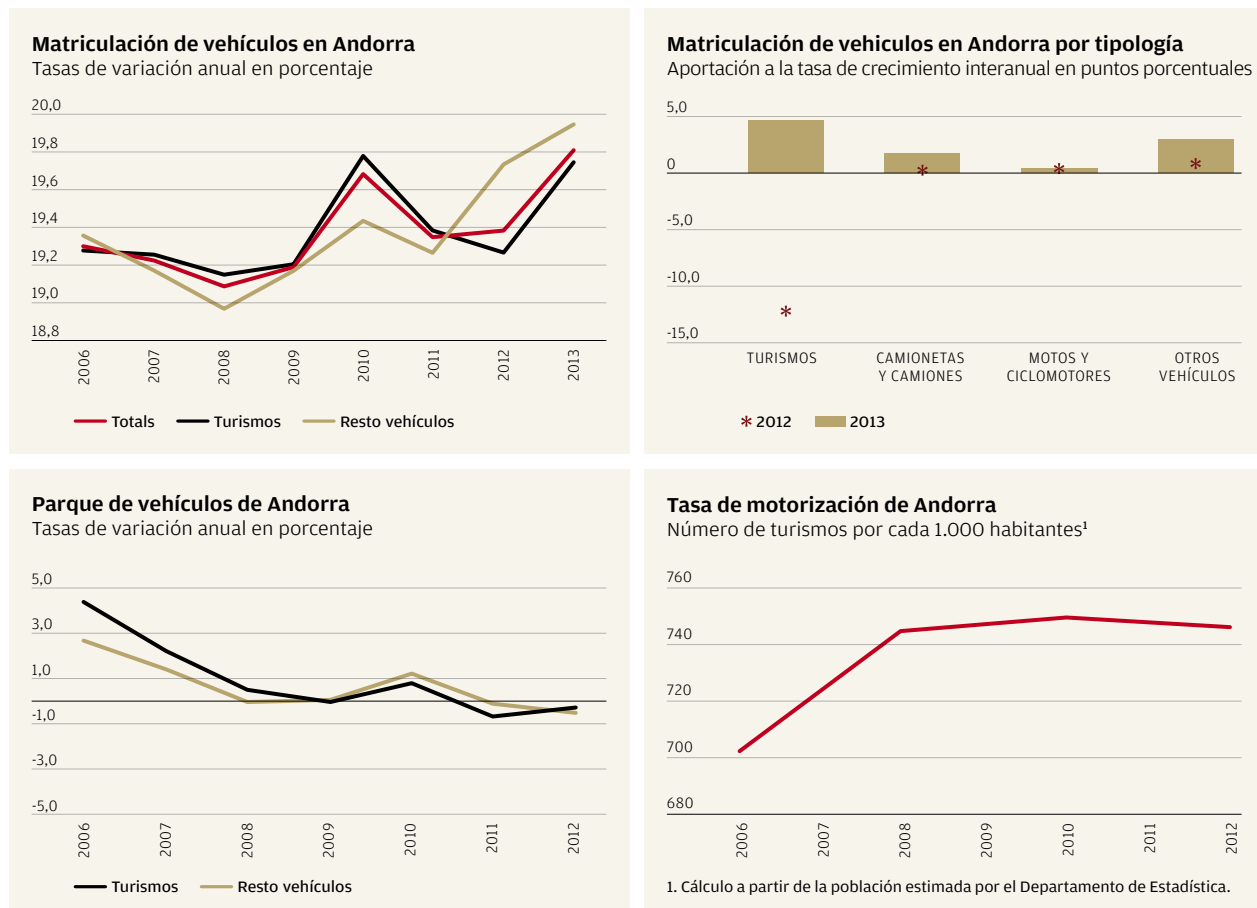 Matriculación de vehículos en Andorra
Tasas de variación anual en porcentaje
20,0
19,8
19,6
19,4
19,2
19,0
18,8
2006
2007
2008
2009
2010
2011
2012
2013
Totals
Turismos
Resto vehículos
Matriculación de vehiculos en Andorra por tipología
Aportación a la tasa de crecimiento interanual en puntos porcentuales
5,0
0
-5,0
-10,0
-15,0
TURISMOS
CAMIONETAS
Y CAMIONES
MOTOS Y
CICLOMOTORES
OTROS
VEHÍCULOS
* 2012
2013
Parque de vehículos de Andorra
Tasas de variación anual en porcentaje
5,0
3,0
1,0
-1,0
-3,0
-5,0
2006
2007
2008
2009
2010
2011
2012
Turismos
Resto vehículos
Tasa de motorización de Andorra
Número de turismos por cada 1.000 habitantes¹
760
740
720
700
680
2006
2007
2008
2009
2010
2011
2012
1. Cálculo a partir de la población estimada por el Departamento de Estadística.